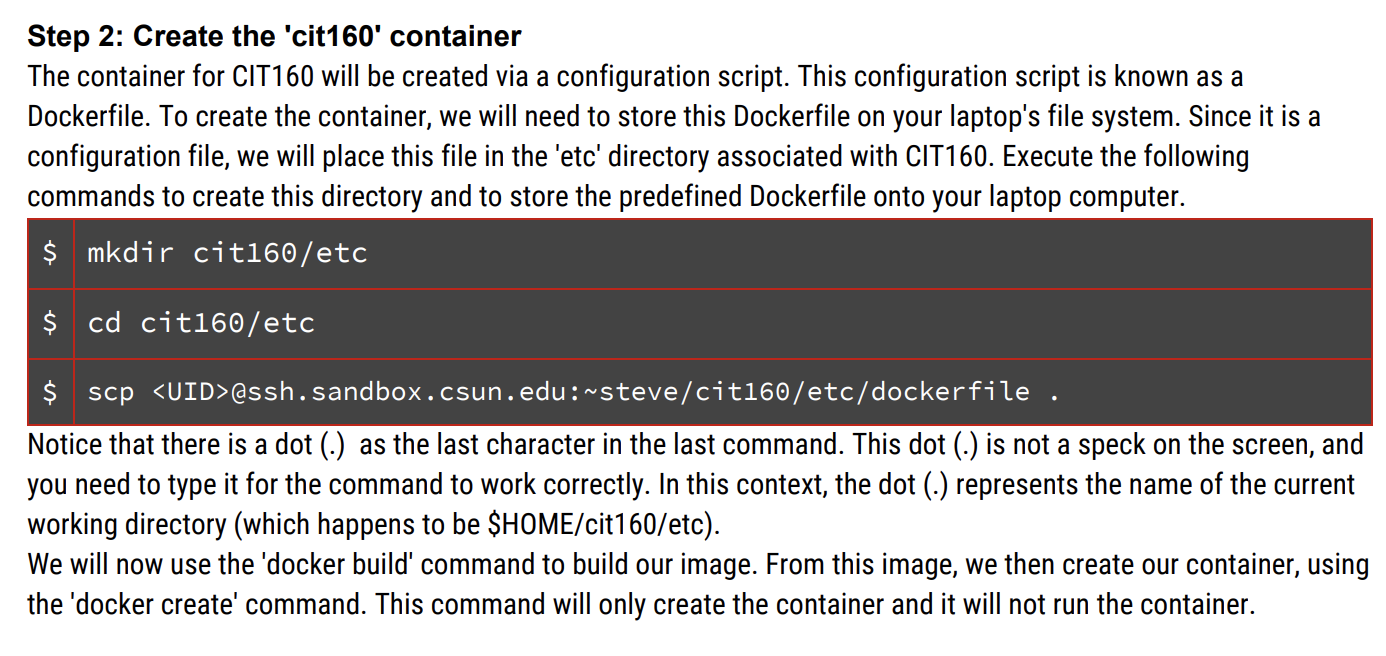 Step 2: Create the 'cit160' container
The container for CIT160 will be created via a configuration script. This configuration script is known as a
Dockerfile. To create the container, we will need to store this Dockerfile on your laptop's file system. Since it is a
configuration file, we will place this file in the 'etc' directory associated with CIT160. Execute the following
commands to create this directory and to store the predefined Dockerfile onto your laptop computer.
$ mkdir cit160/etc
$ cd cit160/etc
$ scp <UID>@ssh.sandbox.csun.edu:~steve/cit160/etc/dockerfile .
Notice that there is a dot (.)  as the last character in the last command. This dot (.) is not a speck on the screen, and
you need to type it for the command to work correctly. In this context, the dot (.) represents the name of the current
working directory (which happens to be $HOME/cit160/etc).
We will now use the 'docker build' command to build our image. From this image, we then create our container, using
the 'docker create' command. This command will only create the container and it will not run the container.